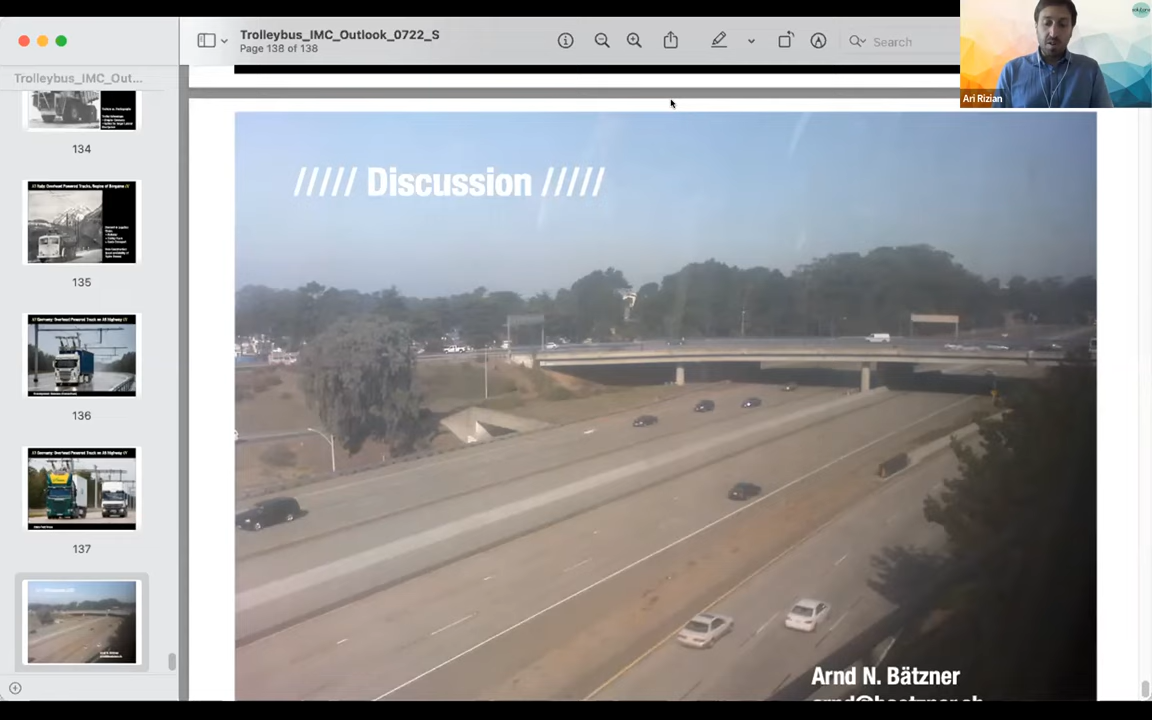 Trolleybus_IMC_Outlook_0722_S
Page 138 of 138
Search
Ari Rizian
Trolleybus_IMC_Out...
134
135
136
137
///// Discussion /////
Arnd N. Bätzner